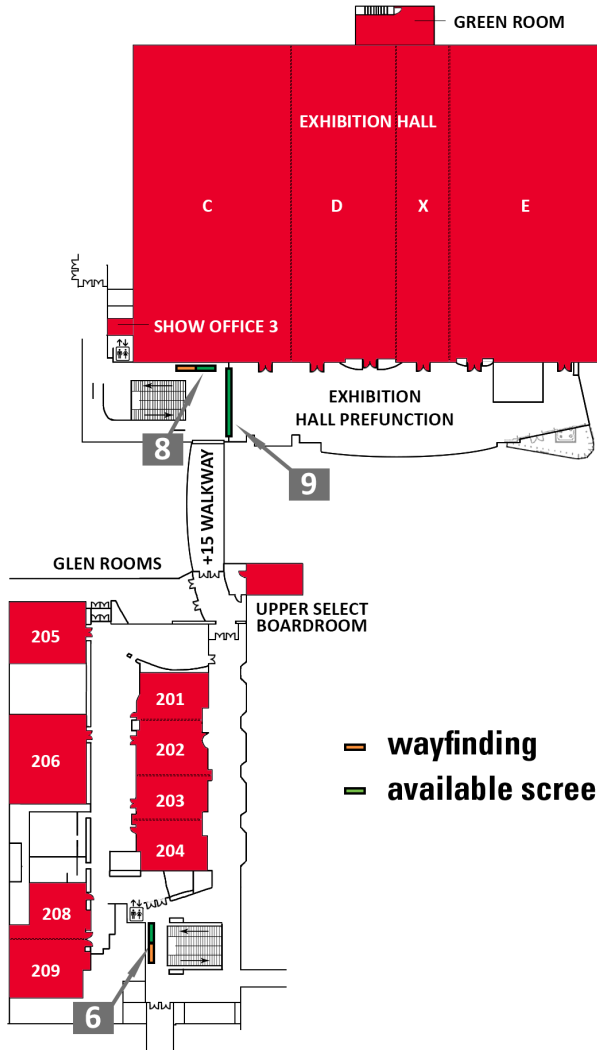 GREEN ROOM
EXHIBITION HALL
C
D
X
E
SHOW OFFICE 3
EXHIBITION
HALL PREFUNCTION
8
9
+15 WALKWAY
GLEN ROOMS
UPPER SELECT
BOARDROOM
205
201
202
206
203
204
208
209
6
wayfinding
available scree